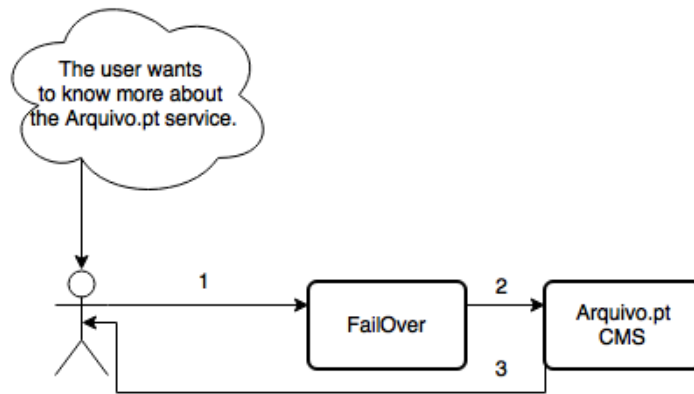 The user wants
to know more about
the Arquivo.pt service.
1
2
FailOver
Arquivo.pt
CMS
3